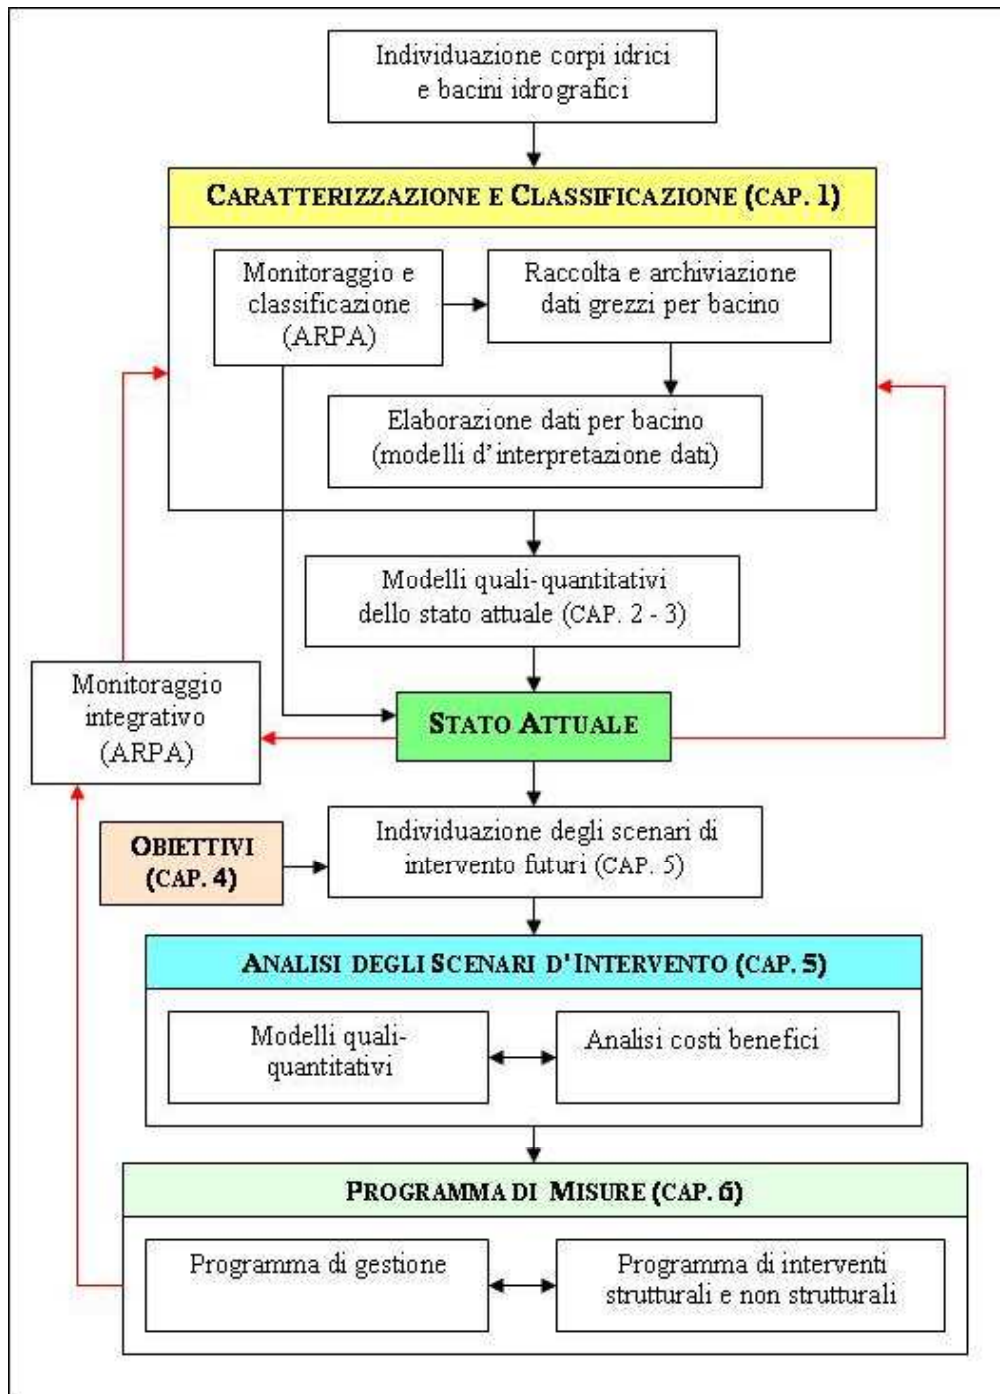 Individuazione corpi idrici
e bacini idrografici
CARATTERIZZAZIONE E CLASSIFICAZIONE (CAP. 1)
Monitoraggio e
classificazione
(ARPA)
Raccolta e archiviazione
dati grezzi per bacino
Elaborazione dati per bacino
(modelli d'interpretazione dati)
Modelli quali-quantitativi
dello stato attuale (CAP. 2 - 3)
Monitoraggio
integrativo
(ARPA)
STATO ATTUALE
OBIETTIVI
(CAP. 4)
Individuazione degli scenari di
intervento futuri (CAP. 5)
ANALISI DEGLI SCENARI D'INTERVENTO (CAP. 5)
Modelli quali-
quantitativi
Analisi costi benefici
PROGRAMMA DI MISURE (CAP. 6)
Programma di gestione
Programma di interventi
strutturali e non strutturali